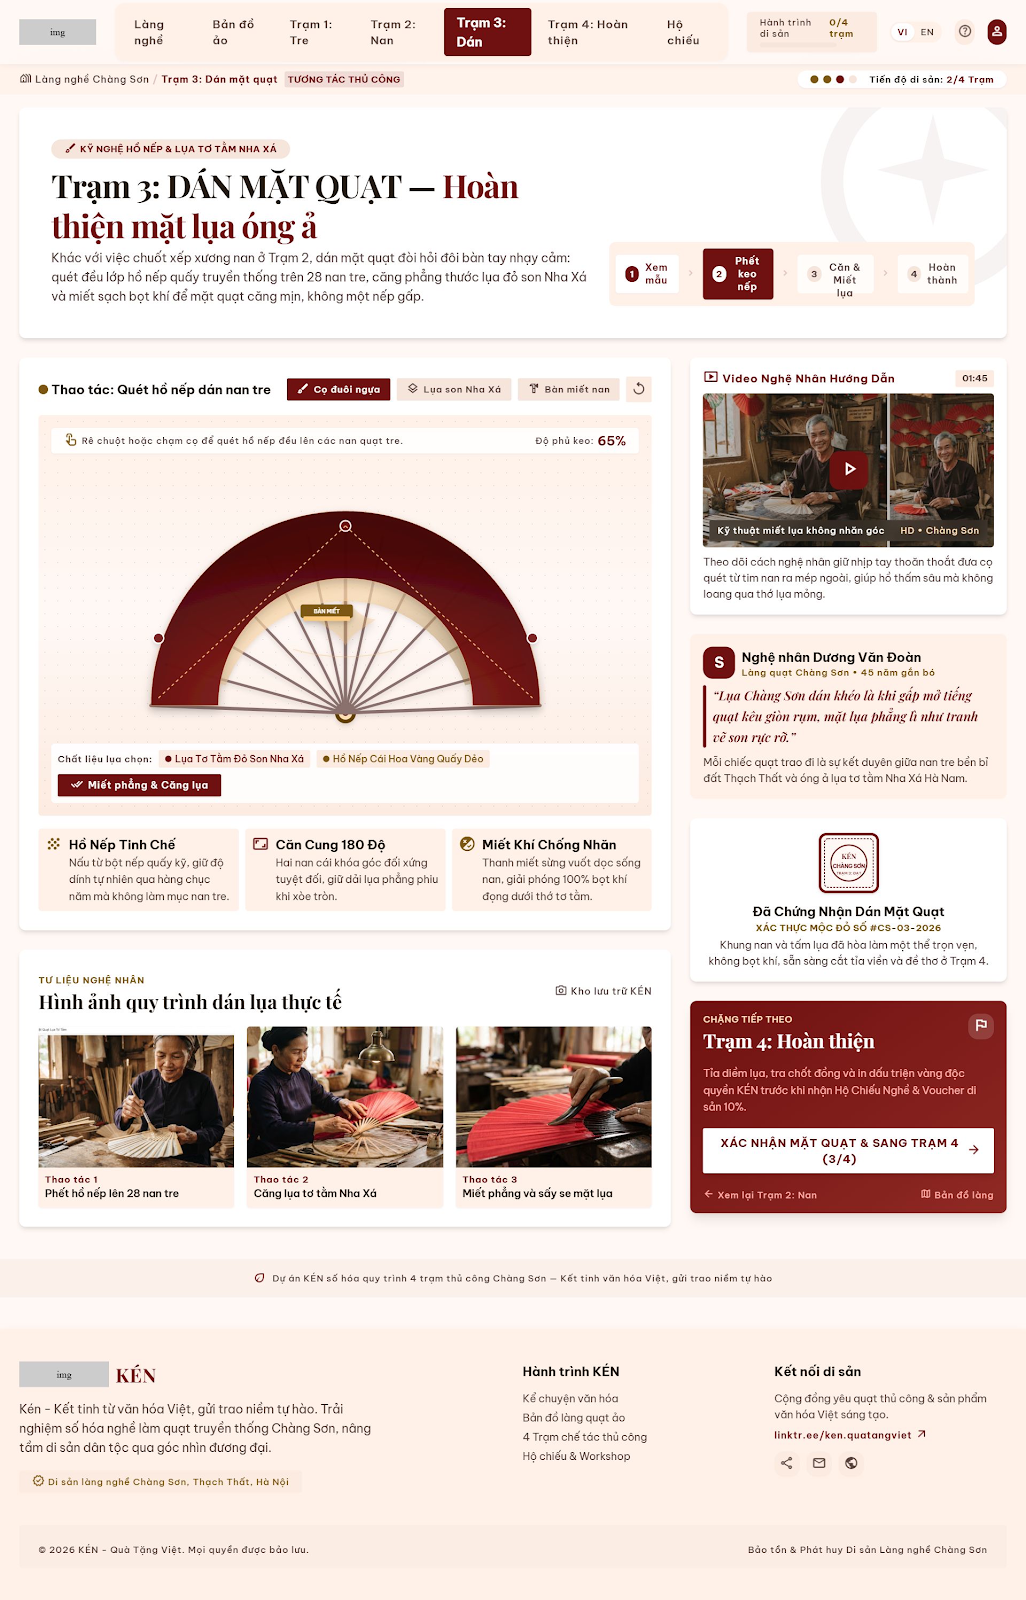 img
Làng nghề
Bản đồ ảo
Trạm 1: Tre
Trạm 2: Nan
Trạm 3: Dán
Trạm 4: Hoàn thiện
Hộ chiếu
Hành trình di sản
0/4 trạm
VI
EN
Làng nghề Chàng Sơn / Trạm 3: Dán mặt quạt
TƯƠNG TÁC THỦ CÔNG
Tiến độ di sản: 2/4 Trạm
KỸ NGHỆ HỒ NẾP & LỤA TƠ TẰM NHA XÁ
Trạm 3: DÁN MẶT QUẠT — Hoàn
thiện mặt lụa óng ả
Khác với việc chuốt xếp xương nan ở Trạm 2, dán mặt quạt đòi hỏi đôi bàn tay nhạy cảm:
quét đều lớp hồ nếp quấy truyền thống trên 28 nan tre, căng phẳng thước lụa đỏ son Nha Xá
và miết sạch bọt khí để mặt quạt căng mịn, không một nếp gấp.
1 Xem mẫu
2 Phết keo nếp
3 Căn & Miết lụa
4 Hoàn thành
Thao tác: Quét hồ nếp dán nan tre
Cọ đuôi ngựa
Lụa son Nha Xá
Bàn miết nan
Rê chuột hoặc chạm cọ để quét hồ nếp đều lên các nan quạt tre.
Độ phủ keo: 65%
BÀN MIẾT
Chất liệu lựa chọn:
Lụa Tơ Tằm Đỏ Son Nha Xá
Hồ Nếp Cái Hoa Vàng Quấy Dẻo
Miết phẳng & Căng lụa
Hồ Nếp Tinh Chế
Nấu từ bột nếp quấy kỹ, giữ độ
dính tự nhiên qua hàng chục
năm mà không làm mục nan tre.
Căn Cung 180 Độ
Hai nan cái khóa góc đối xứng
tuyệt đối, giữ dải lụa phẳng phiu
khi xòe tròn.
Miết Khí Chống Nhăn
Thanh miết sừng vuốt dọc sống
nan, giải phóng 100% bọt khí
đọng dưới thớ tơ tằm.
TƯ LIỆU NGHỆ NHÂN
Hình ảnh quy trình dán lụa thực tế
Kho lưu trữ KÉN
Thao tác 1
Phết hồ nếp lên 28 nan tre
Thao tác 2
Căng lụa tơ tằm Nha Xá
Thao tác 3
Miết phẳng và sấy se mặt lụa
Video Nghệ Nhân Hướng Dẫn
01:45
Kỹ thuật miết lụa không nhăn góc
HD • Chàng Sơn
Theo dõi cách nghệ nhân giữ nhịp tay thoăn thoắt đưa cọ
quét từ tim nan ra mép ngoài, giúp hồ thấm sâu mà không
loang qua thớ lụa mỏng.
S
Nghệ nhân Dương Văn Đoàn
Làng quạt Chàng Sơn • 45 năm gắn bó
“Lụa Chàng Sơn dán khéo là khi gấp mở tiếng
quạt kêu giòn rụm, mặt lụa phẳng lì như tranh
vẽ son rực rỡ.”
Mỗi chiếc quạt trao đi là sự kết duyên giữa nan tre bền bỉ
đất Thạch Thất và óng ả lụa tơ tằm Nha Xá Hà Nam.
KÉN
CHÀNG SƠN
Đã Chứng Nhận Dán Mặt Quạt
XÁC THỰC MỘC ĐỎ SỐ #CS-03-2026
Khung nan và tấm lụa đã hòa làm một thể trọn vẹn,
không bọt khí, sẵn sàng cắt tỉa viền và đề thơ ở Trạm 4.
CHẶNG TIẾP THEO
Trạm 4: Hoàn thiện
Tỉa diềm lụa, tra chốt đồng và in dấu triện vàng độc
quyền KÉN trước khi nhận Hộ Chiếu Nghề & Voucher di
sản 10%.
XÁC NHẬN MẶT QUẠT & SANG TRẠM 4
(3/4)
Xem lại Trạm 2: Nan
Bản đồ làng
Dự án KÉN số hóa quy trình 4 trạm thủ công Chàng Sơn — Kết tinh văn hóa Việt, gửi trao niềm tự hào
img
KÉN
Kén - Kết tinh từ văn hóa Việt, gửi trao niềm tự hào. Trải
nghiệm số hóa nghề làm quạt truyền thống Chàng Sơn, nâng
tầm di sản dân tộc qua góc nhìn đương đại.
Di sản làng nghề Chàng Sơn, Thạch Thất, Hà Nội
Hành trình KÉN
Kể chuyện văn hóa
Bản đồ làng quạt ảo
4 Trạm chế tác thủ công
Hộ chiếu & Workshop
Kết nối di sản
Cộng đồng yêu quạt thủ công & sản phẩm
văn hóa Việt sáng tạo.
linktr.ee/ken.quatangviet
© 2026 KÉN - Quà Tặng Việt. Mọi quyền được bảo lưu.
Bảo tồn & Phát huy Di sản Làng nghề Chàng Sơn